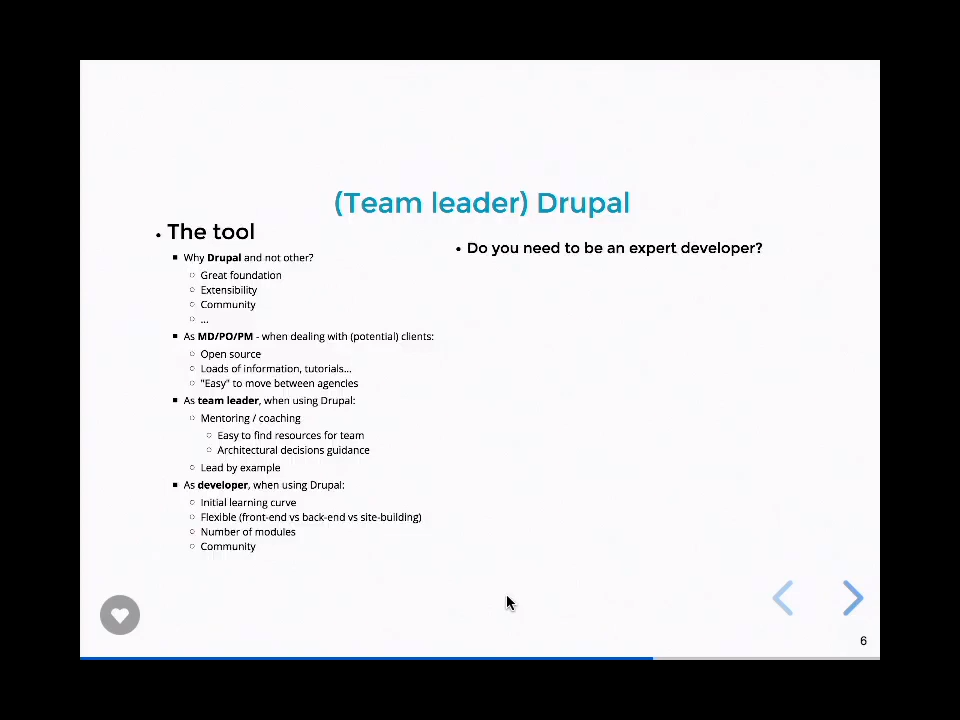 (Team leader) Drupal
The tool
Why Drupal and not other?
Great foundation
Extensibility
Community
...
As MD/PO/PM - when dealing with (potential) clients:
Open source
Loads of information, tutorials...
"Easy" to move between agencies
As team leader, when using Drupal:
Mentoring / coaching
Easy to find resources for team
Architectural decisions guidance
Lead by example
As developer, when using Drupal:
Initial learning curve
Flexible (front-end vs back-end vs site-building)
Number of modules
Community
Do you need to be an expert developer?
6